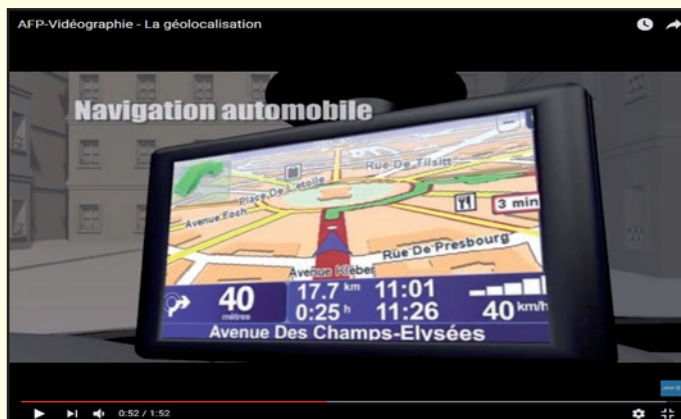 AFP-Vidéographie - La géolocalisation
Navigation automobile
Rue De Tilsitt
Place De L'etoile
Avenue Foch
3 min
Rue De Presbourg
Avenue Kleber
40 17.7 km 11:01
mètres 0:25 h 11:26 40 km/h
Avenue Des Champs-Elysées
0:52 / 1:52